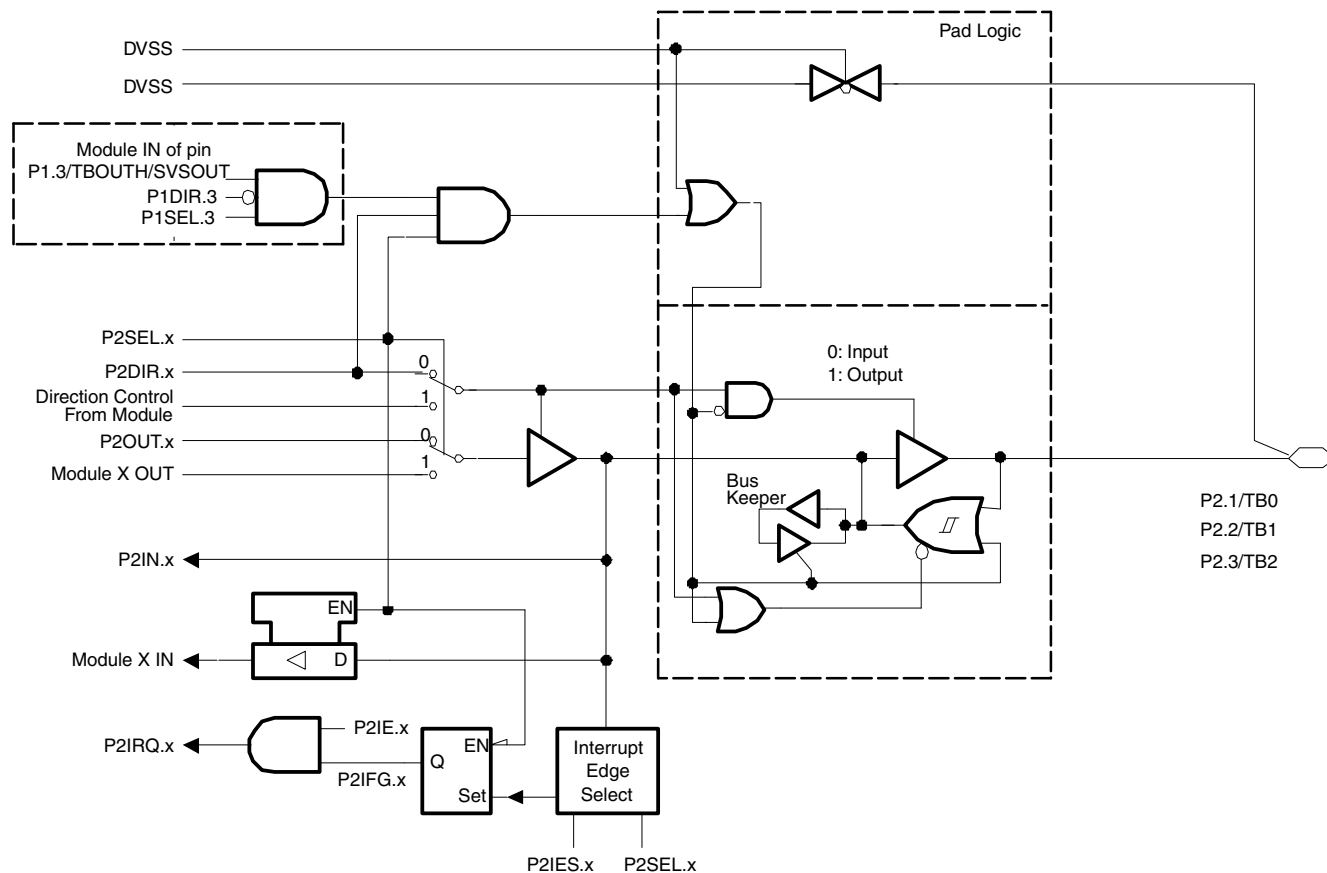 Pad Logic
DVSS
DVSS
Module IN of pin
P1.3/TBOUTH/SVSOUT
P1DIR.3
P1SEL.3
P2SEL.x
P2DIR.x
0
Direction Control
From Module
1
P2OUT.x
0
Module X OUT
1
0: Input
1: Output
Bus
Keeper
P2.1/TB0
P2.2/TB1
P2.3/TB2
P2IN.x
EN
Module X IN
D
P2IRQ.x
P2IE.x
P2IFG.x
EN
Q
Set
Interrupt
Edge
Select
P2IES.x
P2SEL.x